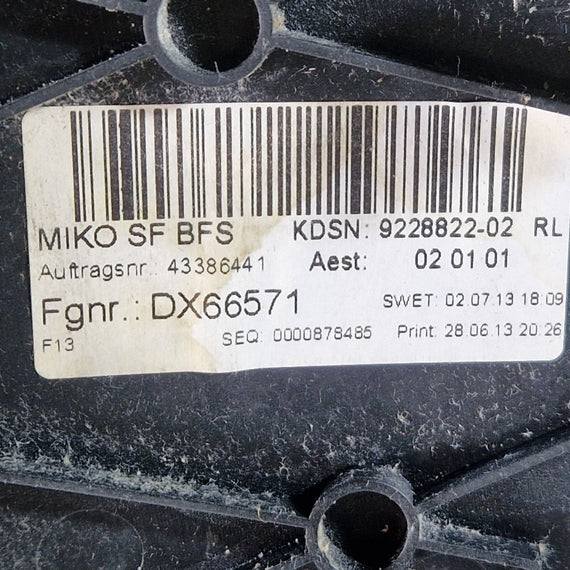 MIKO SF BFS KDSN: 9228822-02 RL
Auftragsnr.: 43386441 Aest: 02 01 01
Fgnr.: DX66571 SWET: 02.07.13 18:09
F13 SEQ: 0000878485 Print: 28.06.13 20:26